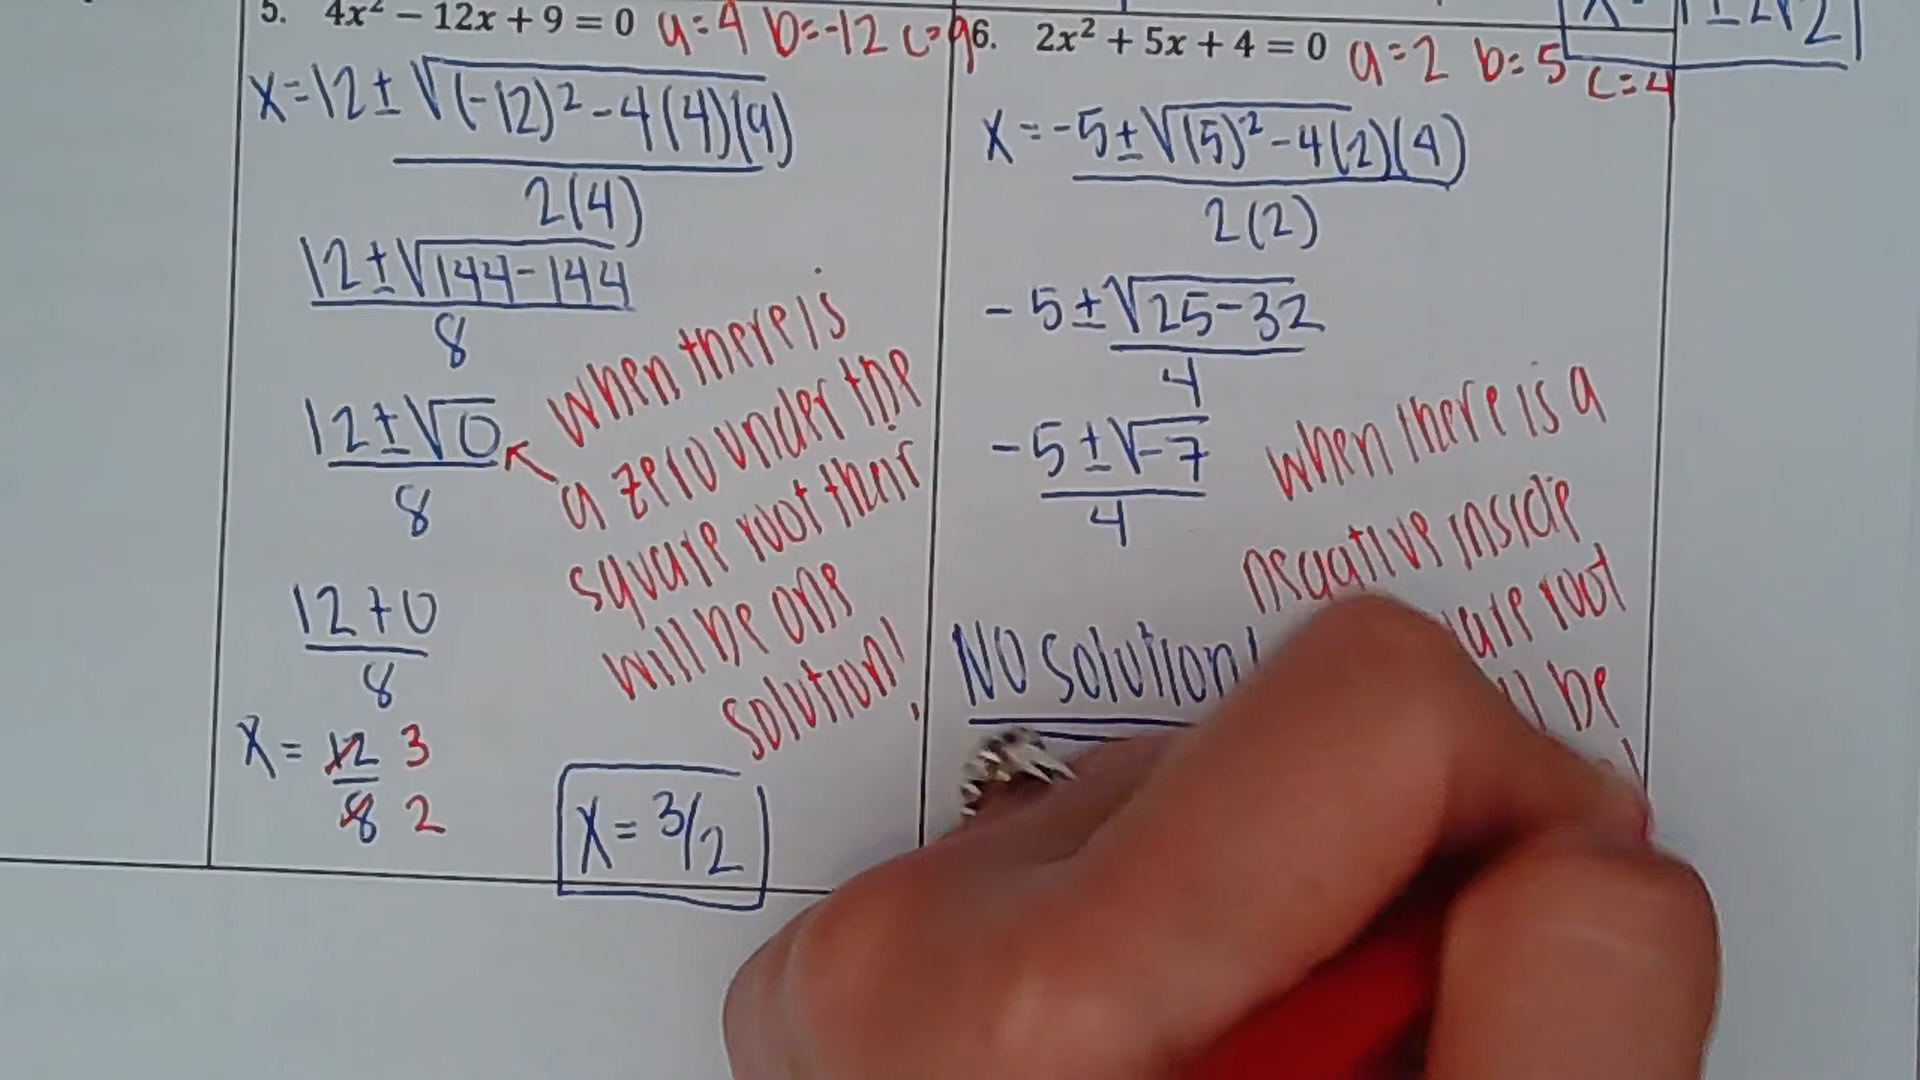 5. 4x² − 12x + 9 = 0 a=4 b=-12 c=9
x=12±√(-12)²-4(4)(9)
2(4)
12±√144-144
8
12±√0
8
12+0
8
x = 12 3
8 2
when there is
a zero under the
square root their
will be one
solution!
x = 3/2
6. 2x² + 5x + 4 = 0 a=2 b=5 c=4
x=-5±√(5)²-4(2)(4)
2(2)
-5±√25-32
4
-5±√-7
4
NO solution!
when there is a
negative inside
root
be
±2√2